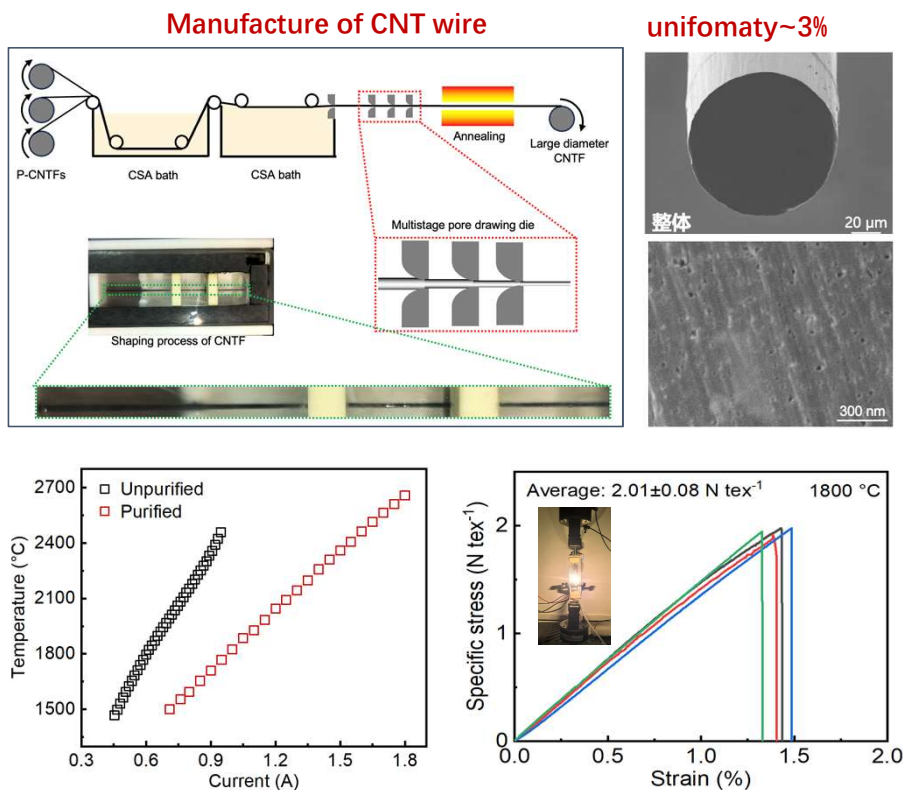 Manufacture of CNT wire
unifomaty~3%
P-CNTFs
CSA bath
CSA bath
Annealing
Large diameter
CNTF
Multistage pore drawing die
Shaping process of CNTF
整体
20 μm
300 nm
Temperature (°C)
2700
2400
2100
1800
1500
Unpurified
Purified
0.3 0.6 0.9 1.2 1.5 1.8
Current (A)
Specific stress (N tex⁻¹)
Average: 2.01±0.08 N tex⁻¹ 1800 °C
2
1
0
0.0 0.5 1.0 1.5 2.0
Strain (%)